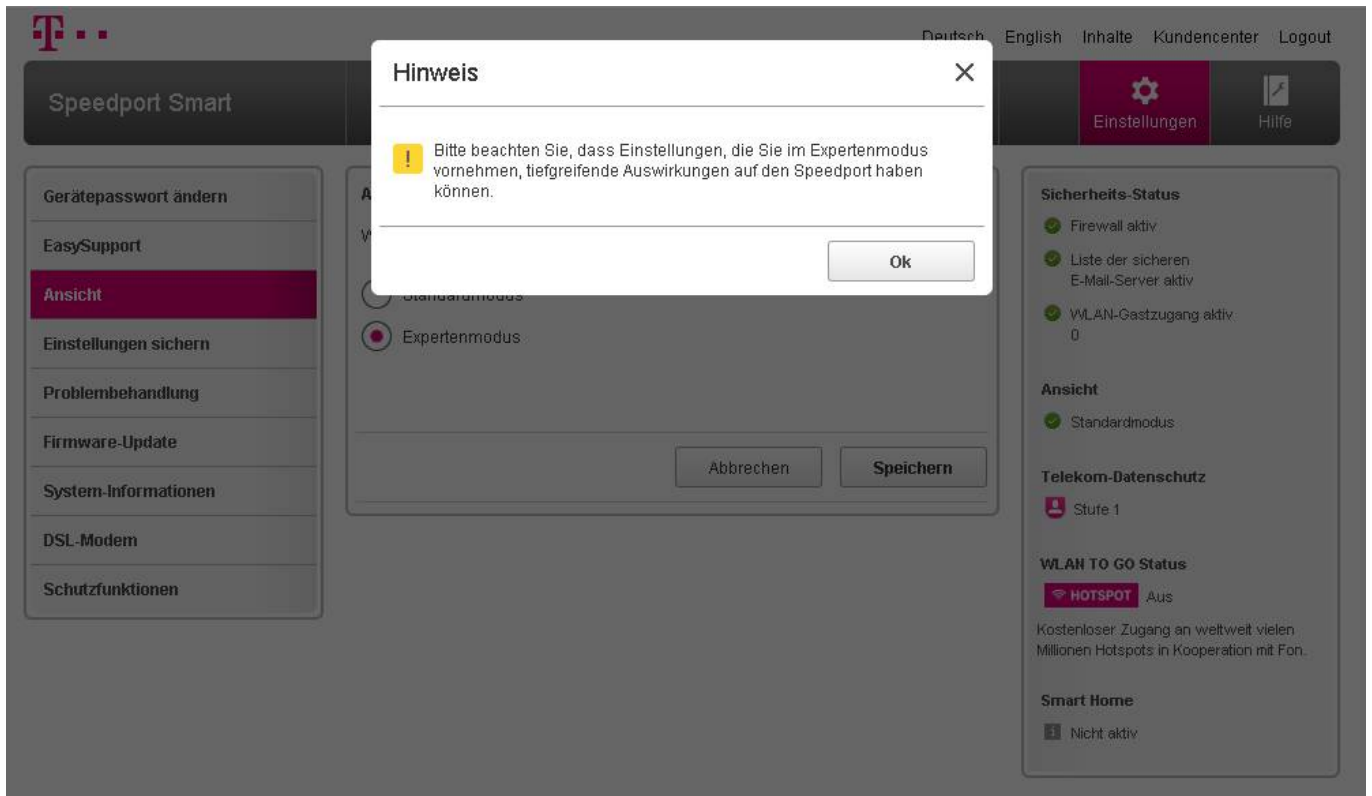 T
Deutsch English Inhalte Kundencenter Logout
Speedport Smart
Einstellungen
Hilfe
Hinweis
Bitte beachten Sie, dass Einstellungen, die Sie im Expertenmodus
vornehmen, tiefgreifende Auswirkungen auf den Speedport haben
können.
Ok
Gerätepasswort ändern
EasySupport
Ansicht
Einstellungen sichern
Problembehandlung
Firmware-Update
System-Informationen
DSL-Modem
Schutzfunktionen
Standardmodus
Expertenmodus
Abbrechen
Speichern
Sicherheits-Status
Firewall aktiv
Liste der sicheren
E-Mail-Server aktiv
WLAN-Gastzugang aktiv
0
Ansicht
Standardmodus
Telekom-Datenschutz
Stufe 1
WLAN TO GO Status
HOTSPOT Aus
Kostenloser Zugang an weltweit vielen
Millionen Hotspots in Kooperation mit Fon.
Smart Home
Nicht aktiv